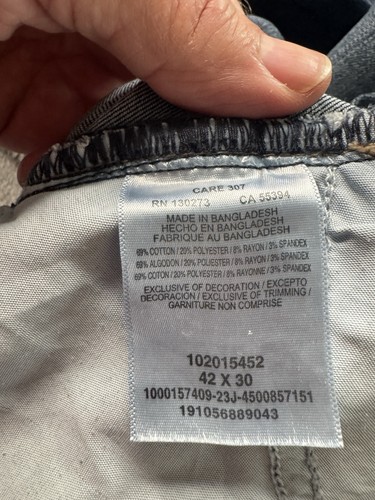 CARE 307
RN 130273 CA 55394
MADE IN BANGLADESH
HECHO EN BANGLADESH
FABRIQUE AU BANGLADESH
69% COTTON / 20% POLYESTER / 8% RAYON / 3% SPANDEX
69% ALGODON / 20% POLIESTER / 8% RAYON / 3% SPANDEX
69% COTON / 20% POLYESTER / 8% RAYONNE / 3% SPANDEX
EXCLUSIVE OF DECORATION / EXCEPTO
DECORACIÓN / EXCLUSIVE OF TRIMMING /
GARNITURE NON COMPRISE
102015452
42 X 30
1000157409-23J-4500857151
191056889043